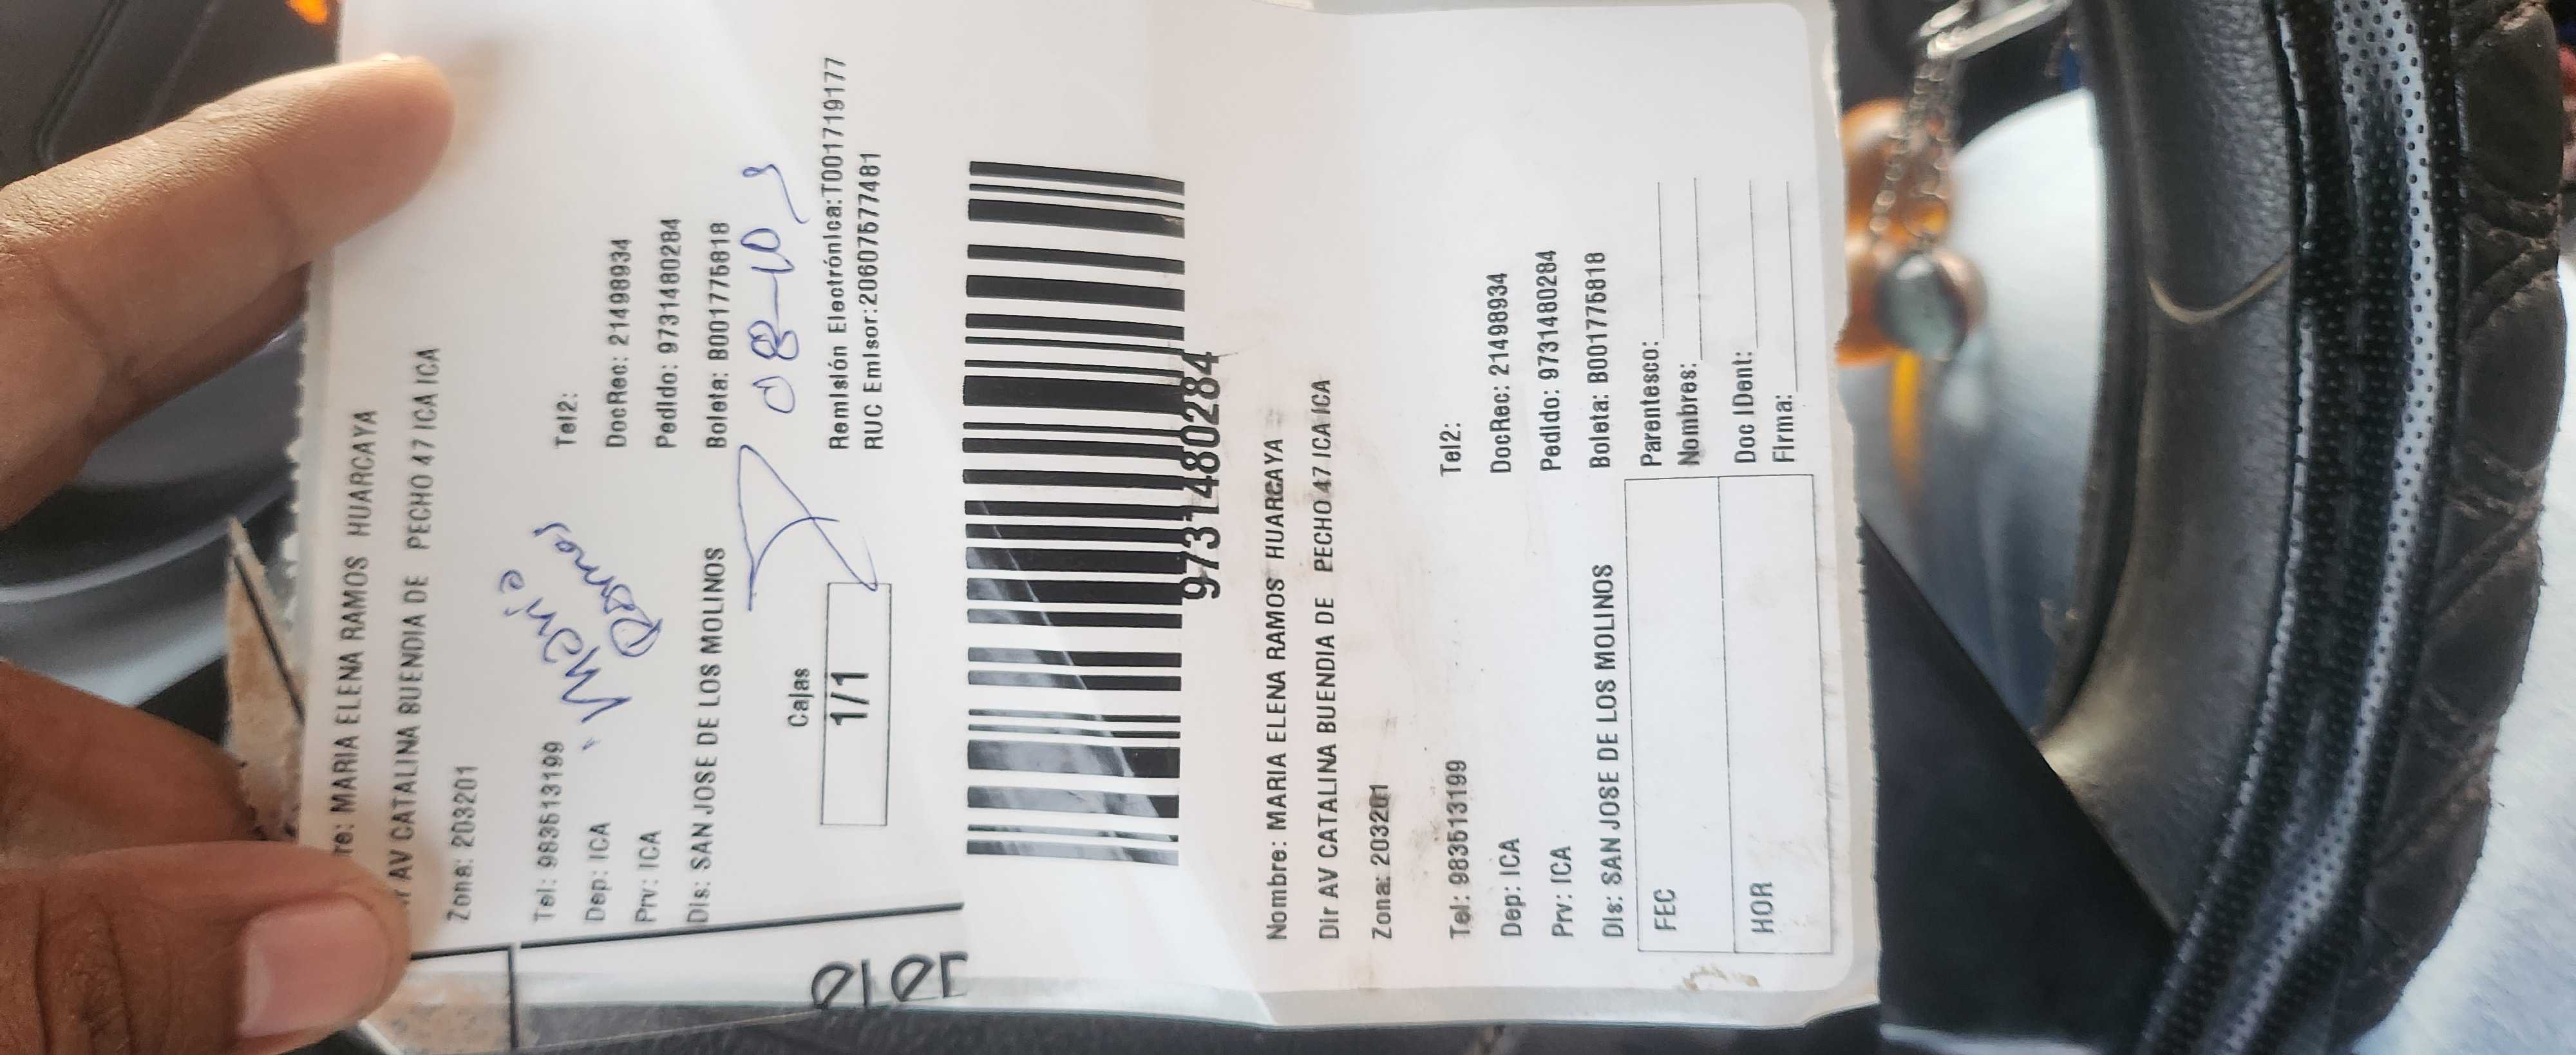 re: MARIA ELENA RAMOS HUARCAYA
r AV CATALINA BUENDIA DE PECHO 47 ICA ICA
Zona: 203201
Tel: 983513199 Tel2:
Dep: ICA DocRec: 21498934
Prv: ICA Pedido: 9731480284
Dis: SAN JOSE DE LOS MOLINOS Boleta: B001775818
Ramos
08-10
Cajas
1/1
Remisión Electrónica:T001719177
RUC Emisor:20607577481
9731480284
Nombre: MARIA ELENA RAMOS HUARCAYA
Dir AV CATALINA BUENDIA DE PECHO 47 ICA ICA
Zona: 203201
Tel: 983513199 Tel2:
Dep: ICA DocRec: 21498934
Prv: ICA Pedido: 9731480284
Dis: SAN JOSE DE LOS MOLINOS Boleta: B001775818
FEC
HOR
Parentesco:
Nombres:
Doc IDent:
Firma: